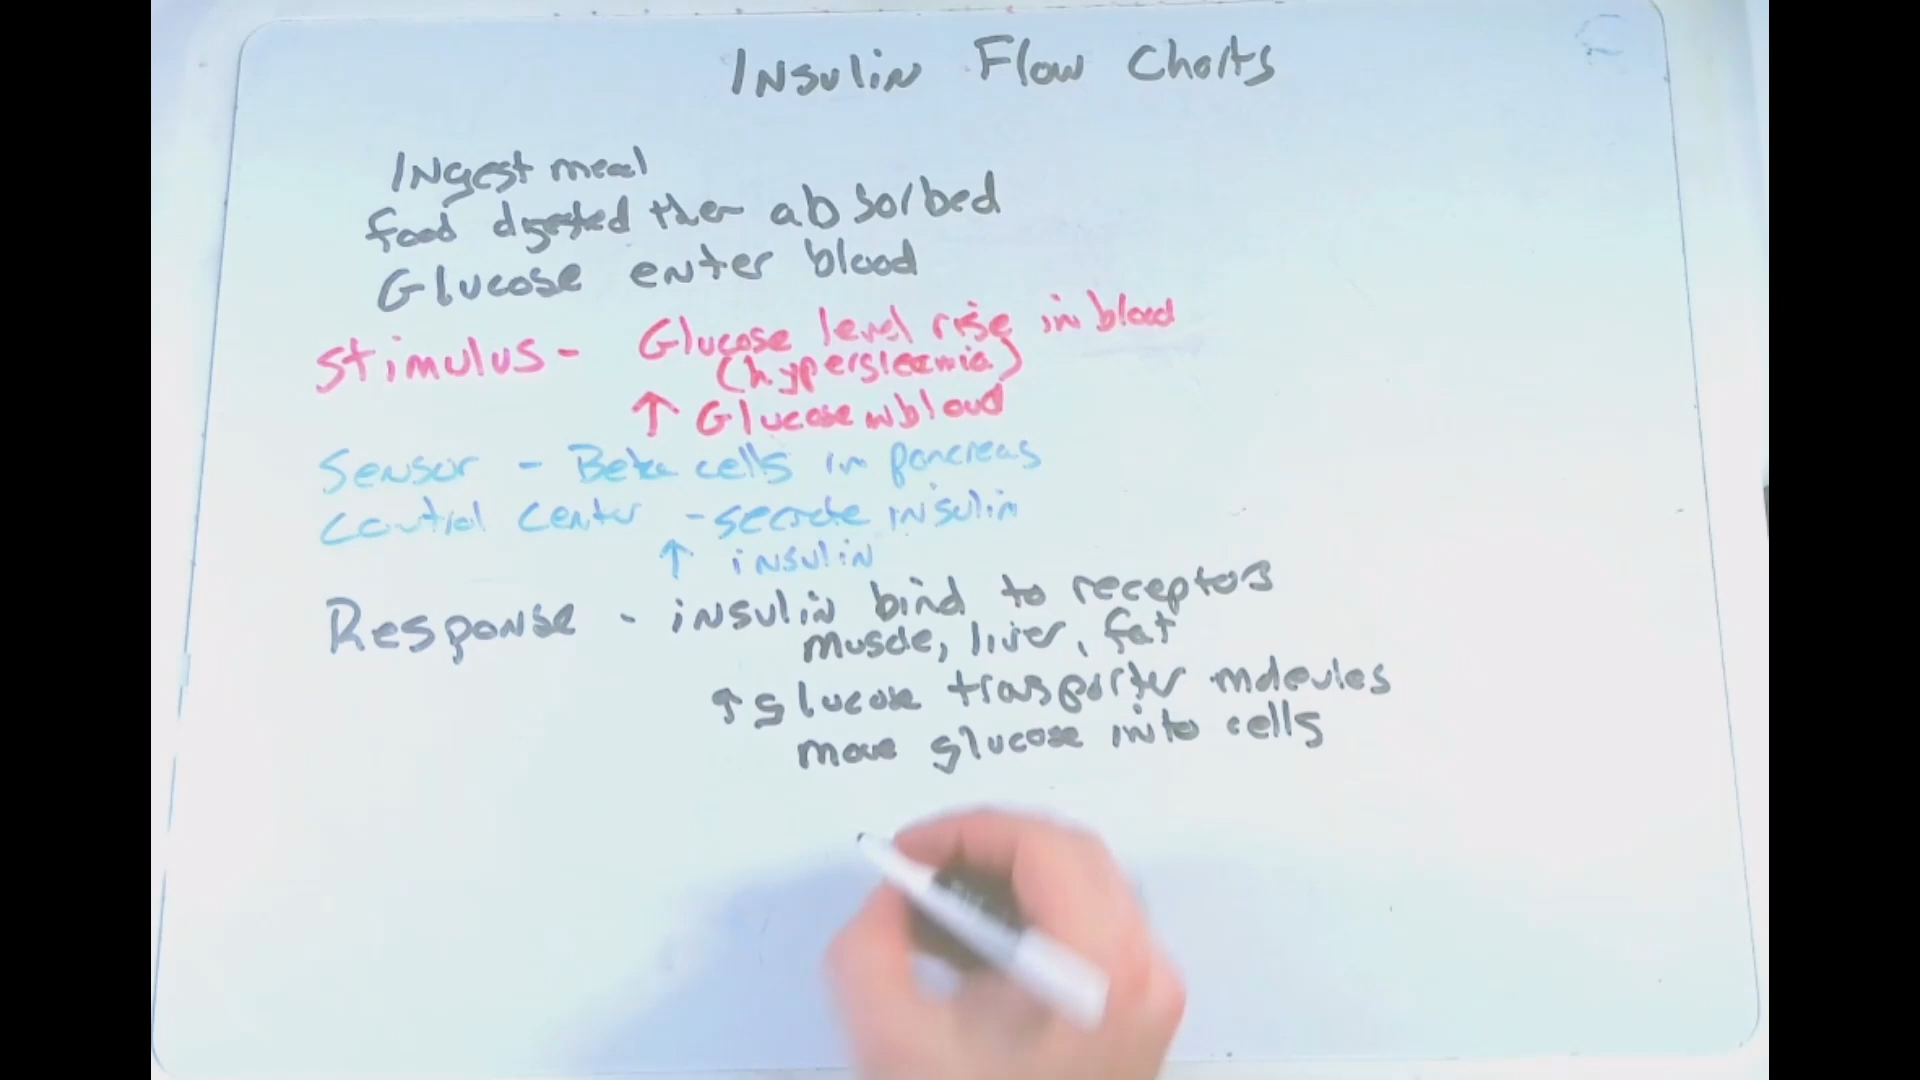 Insulin Flow Charts
Ingest meal
food digested then absorbed
Glucose enter blood
Stimulus - Glucose level rise in blood
(hyperglecmia)
↑ Glucose in blood
Sensor - Beta cells in pancreas
Control Center - secrete insulin
↑ insulin
Response - insulin bind to receptors
muscle, liver, fat
↑ glucose transporter molecules
move glucose into cells